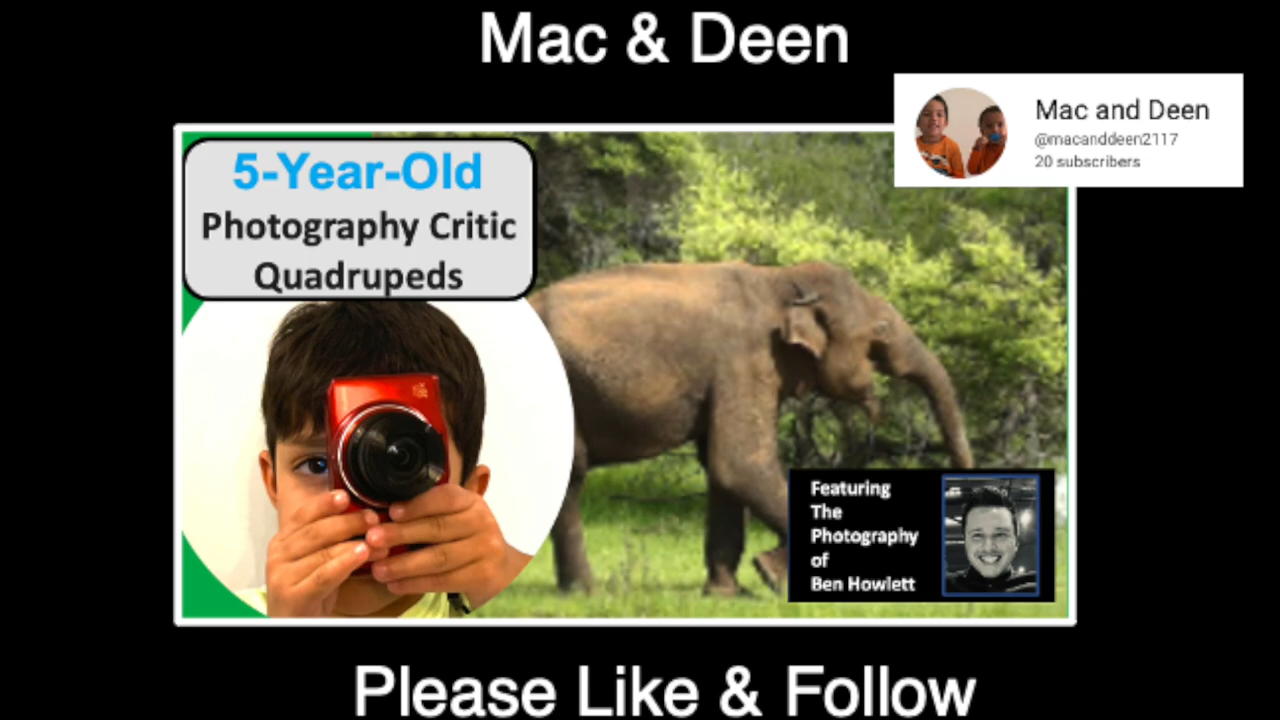 Mac & Deen
Mac and Deen
@macanddeen2117
20 subscribers
5-Year-Old
Photography Critic
Quadrupeds
Featuring
The
Photography
of
Ben Howlett
Please Like & Follow